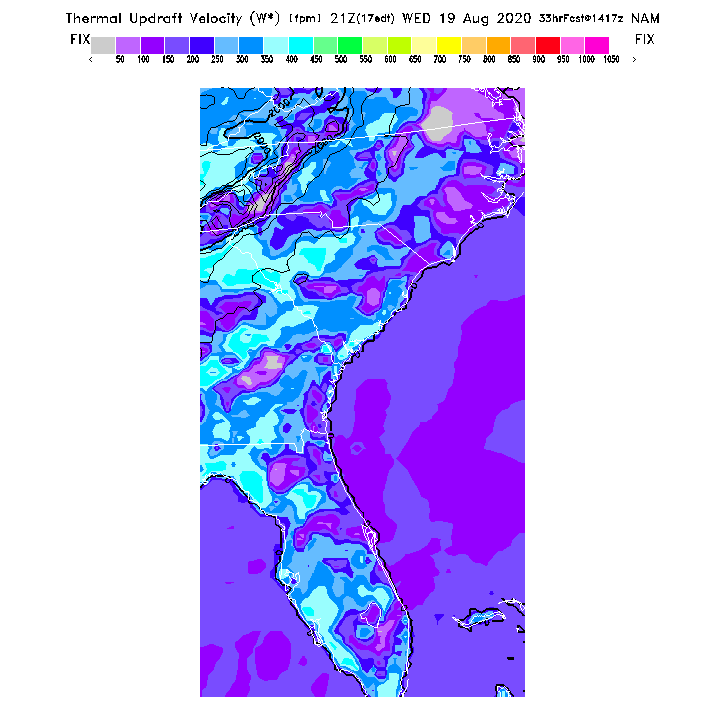 Thermal Updraft Velocity (W*) [fpm] 21Z(17edt) WED 19 Aug 2020 33hrFcst@1417z NAM
FIX FIX
< 50 100 150 200 250 300 350 400 450 500 550 600 650 700 750 800 850 900 950 1000 1050 >